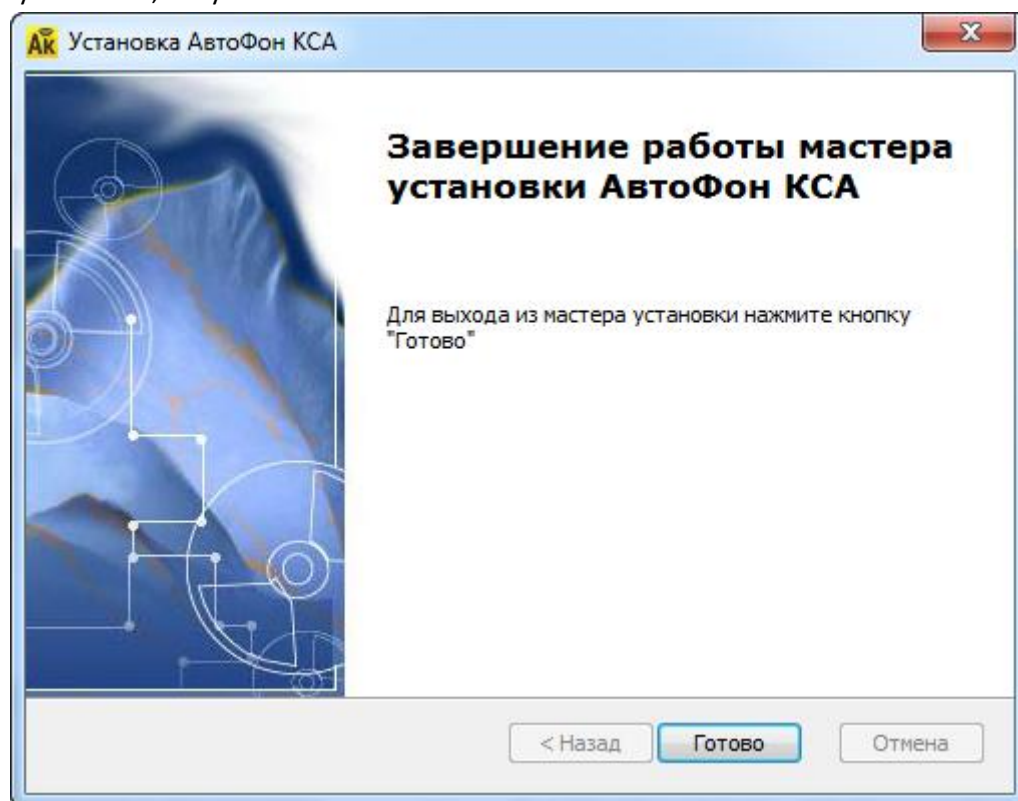 Установка АвтоФон КСА
Завершение работы мастера
установки АвтоФон КСА
Для выхода из мастера установки нажмите кнопку
"Готово"
< Назад Готово Отмена